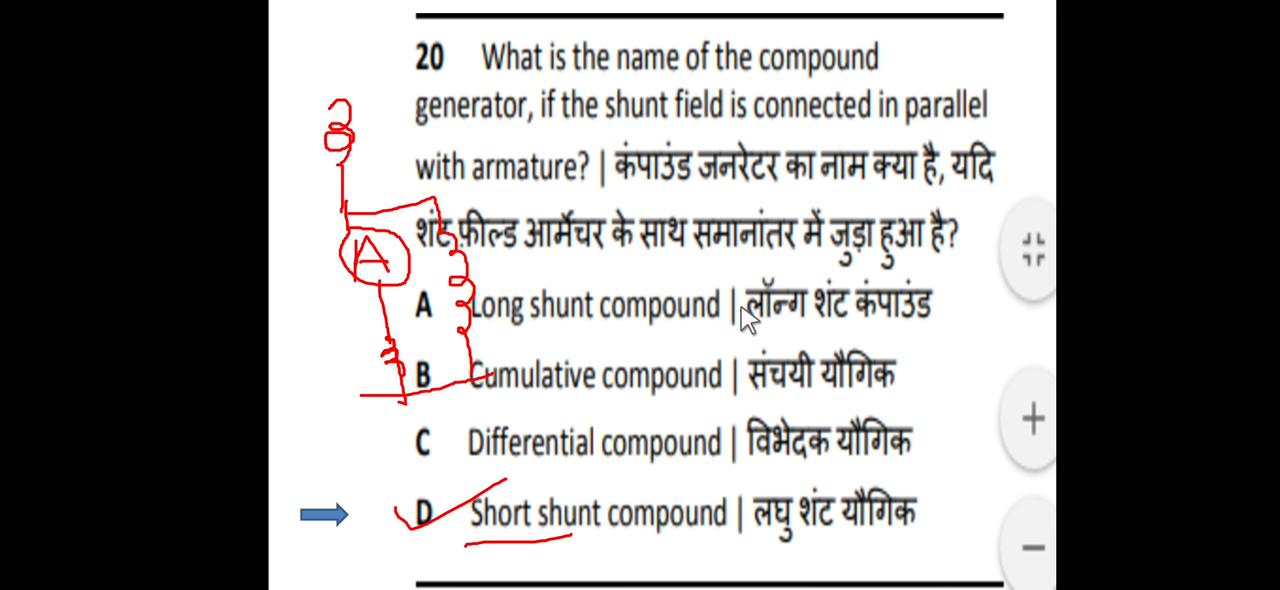 20 What is the name of the compound
generator, if the shunt field is connected in parallel
with armature? | कंपाउंड जनरेटर का नाम क्या है, यदि
शंट फ़ील्ड आर्मेचर के साथ समानांतर में जुड़ा हुआ है?
A
A Long shunt compound | लॉन्ग शंट कंपाउंड
B Cumulative compound | संचयी यौगिक
C Differential compound | विभेदक यौगिक
D Short shunt compound | लघु शंट यौगिक